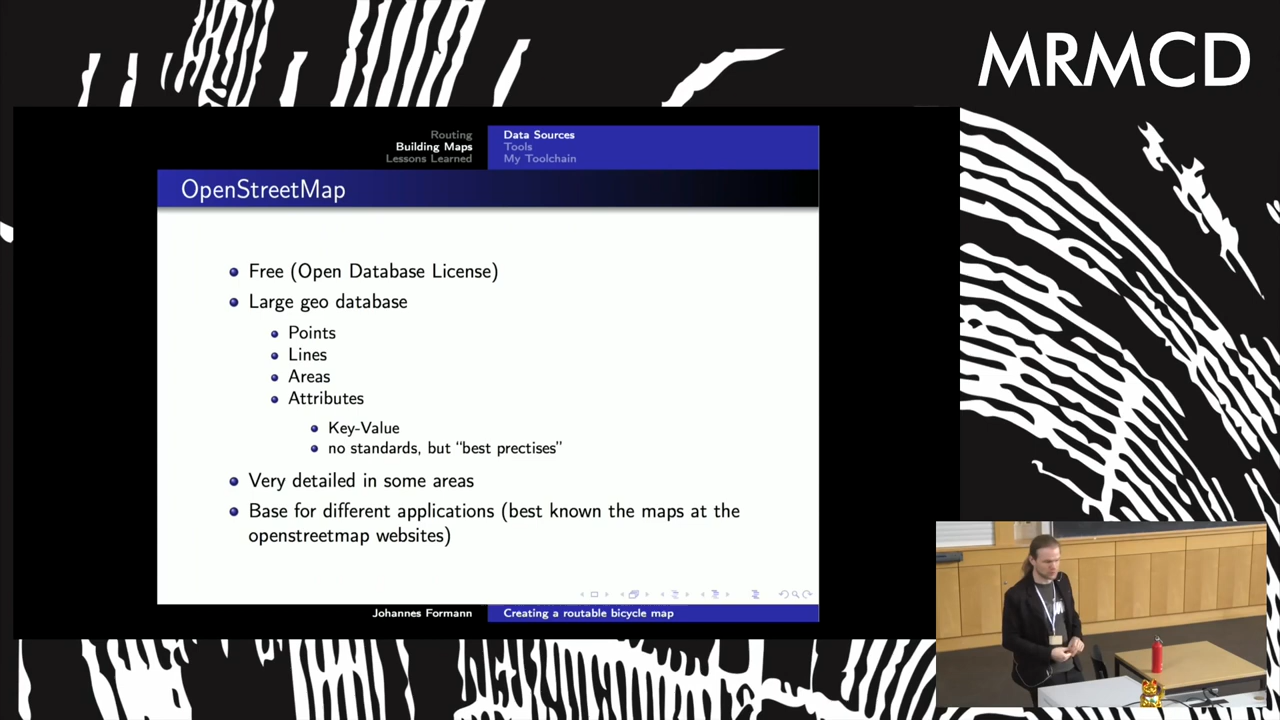 MRMCD
Routing
Building Maps
Lessons Learned
Data Sources
Tools
My Toolchain
OpenStreetMap
Free (Open Database License)
Large geo database
Points
Lines
Areas
Attributes
Key-Value
no standards, but “best prectises”
Very detailed in some areas
Base for different applications (best known the maps at the
openstreetmap websites)
Johannes Formann
Creating a routable bicycle map